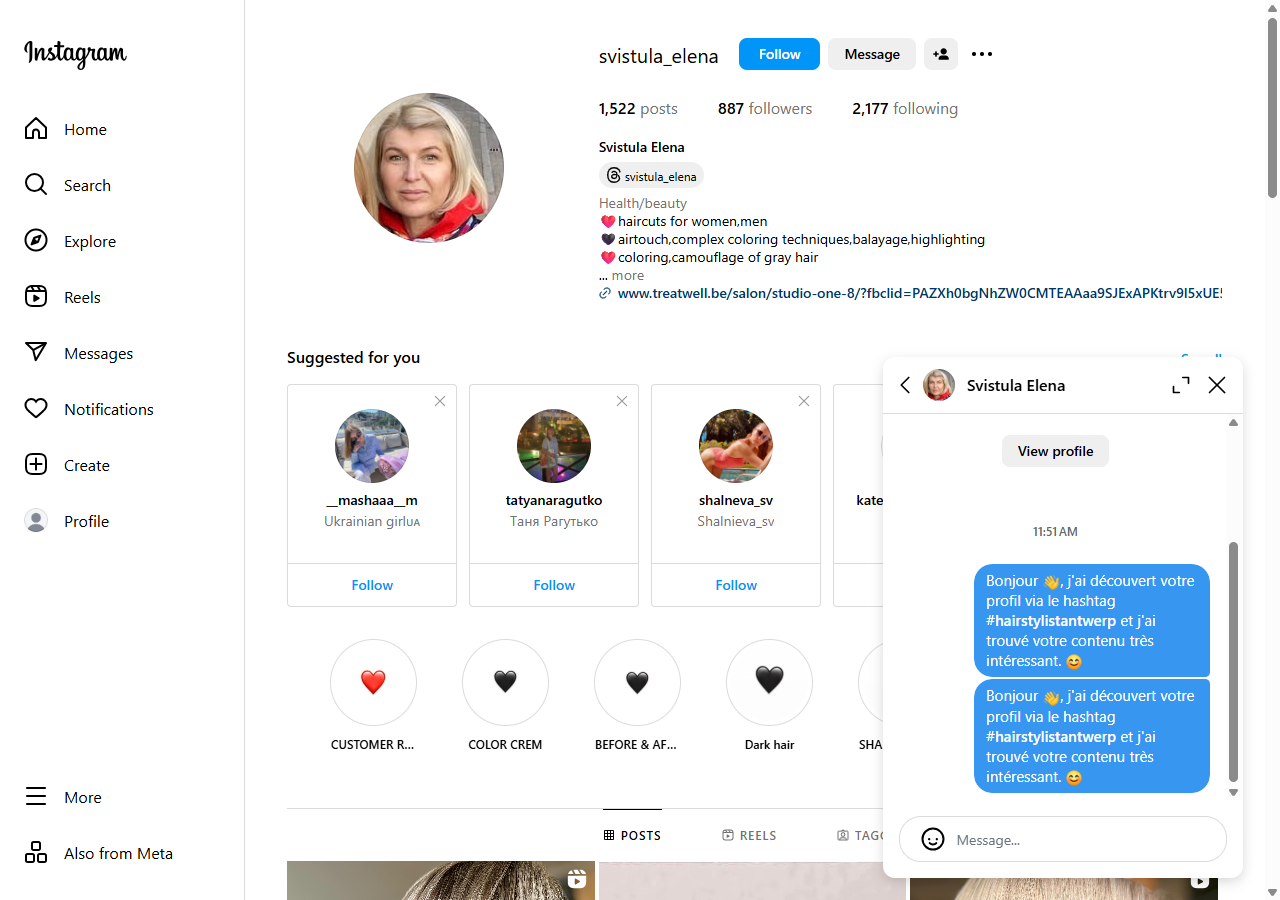 Instagram
Home
Search
Explore
Reels
Messages
Notifications
Create
Profile
More
Also from Meta
svistula_elena
Follow
Message
1,522 posts
887 followers
2,177 following
Svistula Elena
svistula_elena
Health/beauty
💗haircuts for women,men
🖤airtouch,complex coloring techniques,balayage,highlighting
💗coloring,camouflage of gray hair
... more
www.treatwell.be/salon/studio-one-8/?fbclid=PAZXh0bgNhZW0CMTEAAaa9SJExAPKtrv9I5xUE
Suggested for you
__mashaaa__m
Ukrainian girlᴜᴀ
Follow
tatyanaragutko
Таня Рагутько
Follow
shalneva_sv
Shalnieva_sv
Follow
kate
CUSTOMER R...
COLOR CREM
BEFORE & AF...
Dark hair
SHA
POSTS
REELS
TAGG
Svistula Elena
View profile
11:51 AM
Bonjour 👋, j'ai découvert votre
profil via le hashtag
#hairstylistantwerp et j'ai
trouvé votre contenu très
intéressant. 😊
Bonjour 👋, j'ai découvert votre
profil via le hashtag
#hairstylistantwerp et j'ai
trouvé votre contenu très
intéressant. 😊
Message...